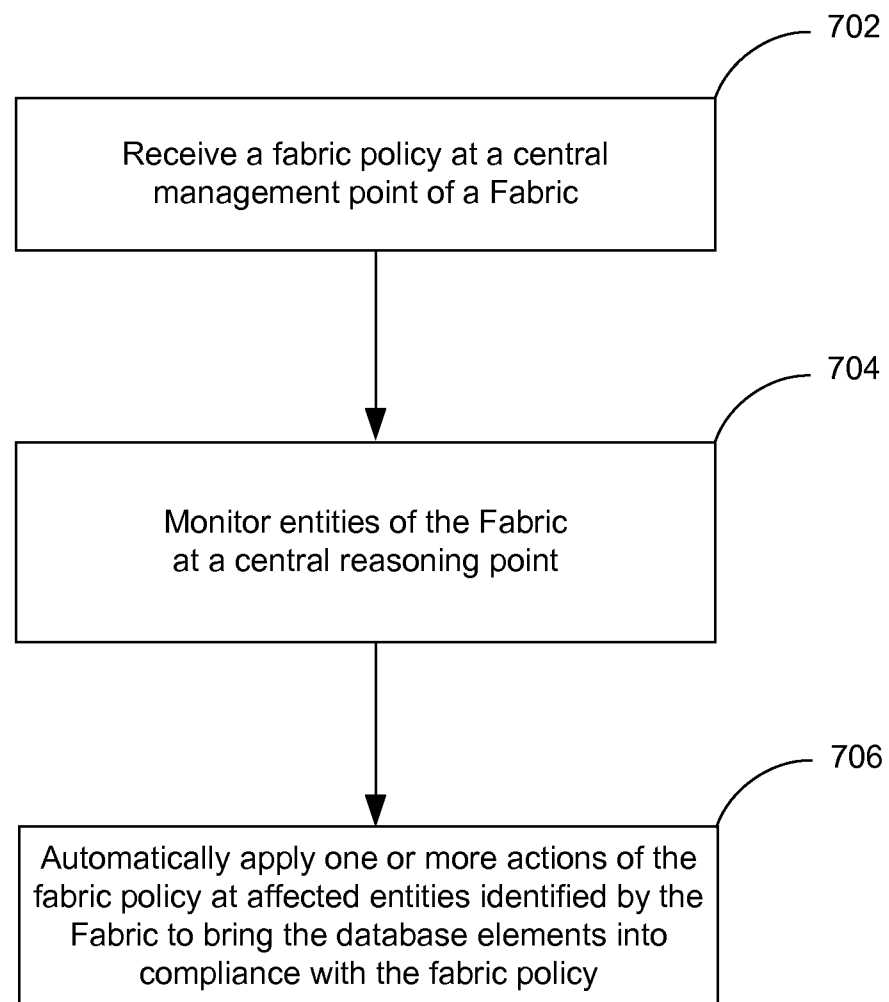 702
Receive a fabric policy at a central
management point of a Fabric
704
Monitor entities of the Fabric
at a central reasoning point
706
Automatically apply one or more actions of the
fabric policy at affected entities identified by the
Fabric to bring the database elements into
compliance with the fabric policy